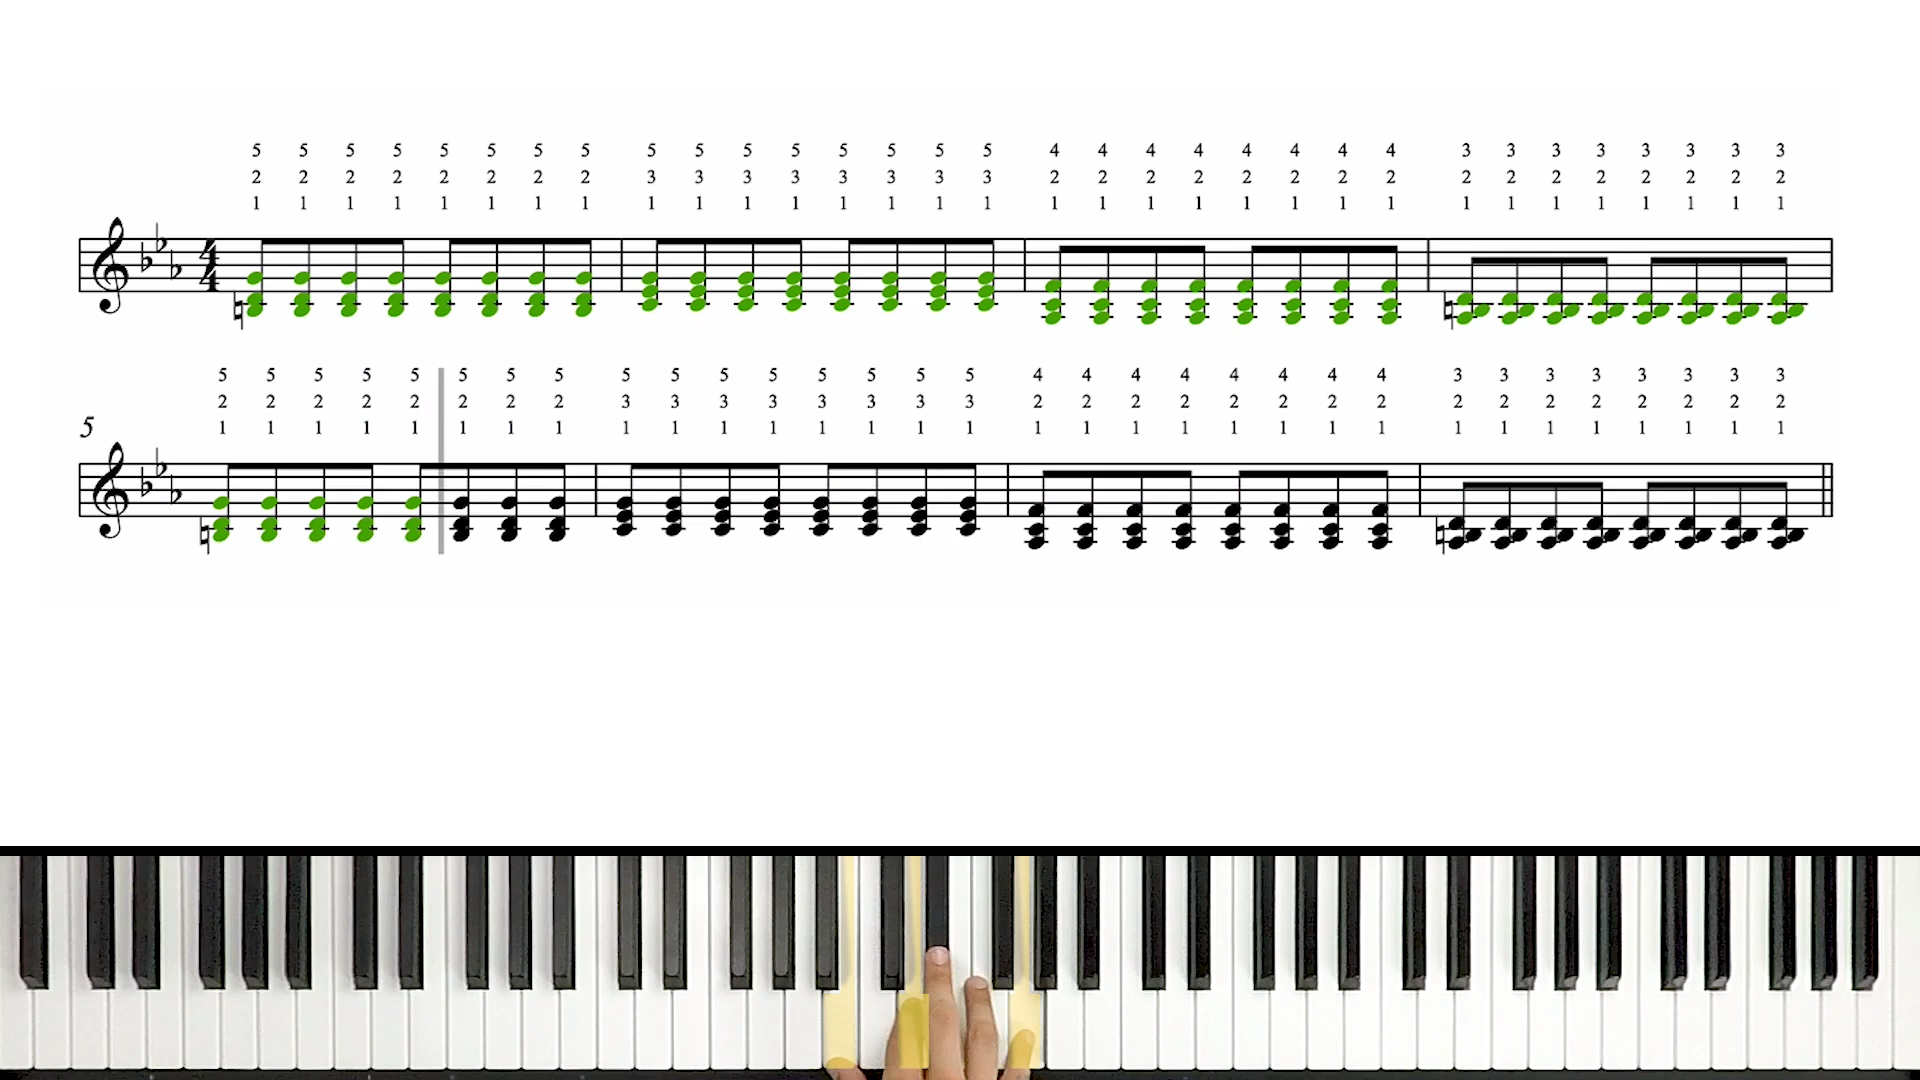 5 5 5 5 5 5 5 5 5 5 5 5 5 5 5 5 4 4 4 4 4 4 4 4 3 3 3 3 3 3 3 3
2 2 2 2 2 2 2 2 3 3 3 3 3 3 3 3 2 2 2 2 2 2 2 2 2 2 2 2 2 2 2 2
1 1 1 1 1 1 1 1 1 1 1 1 1 1 1 1 1 1 1 1 1 1 1 1 1 1 1 1 1 1 1 1
4
4
5 5 5 5 5 5 5 5 5 5 5 5 5 5 5 5 4 4 4 4 4 4 4 4 3 3 3 3 3 3 3 3
2 2 2 2 2 2 2 2 3 3 3 3 3 3 3 3 2 2 2 2 2 2 2 2 2 2 2 2 2 2 2 2
5 1 1 1 1 1 1 1 1 1 1 1 1 1 1 1 1 1 1 1 1 1 1 1 1 1 1 1 1 1 1 1 1